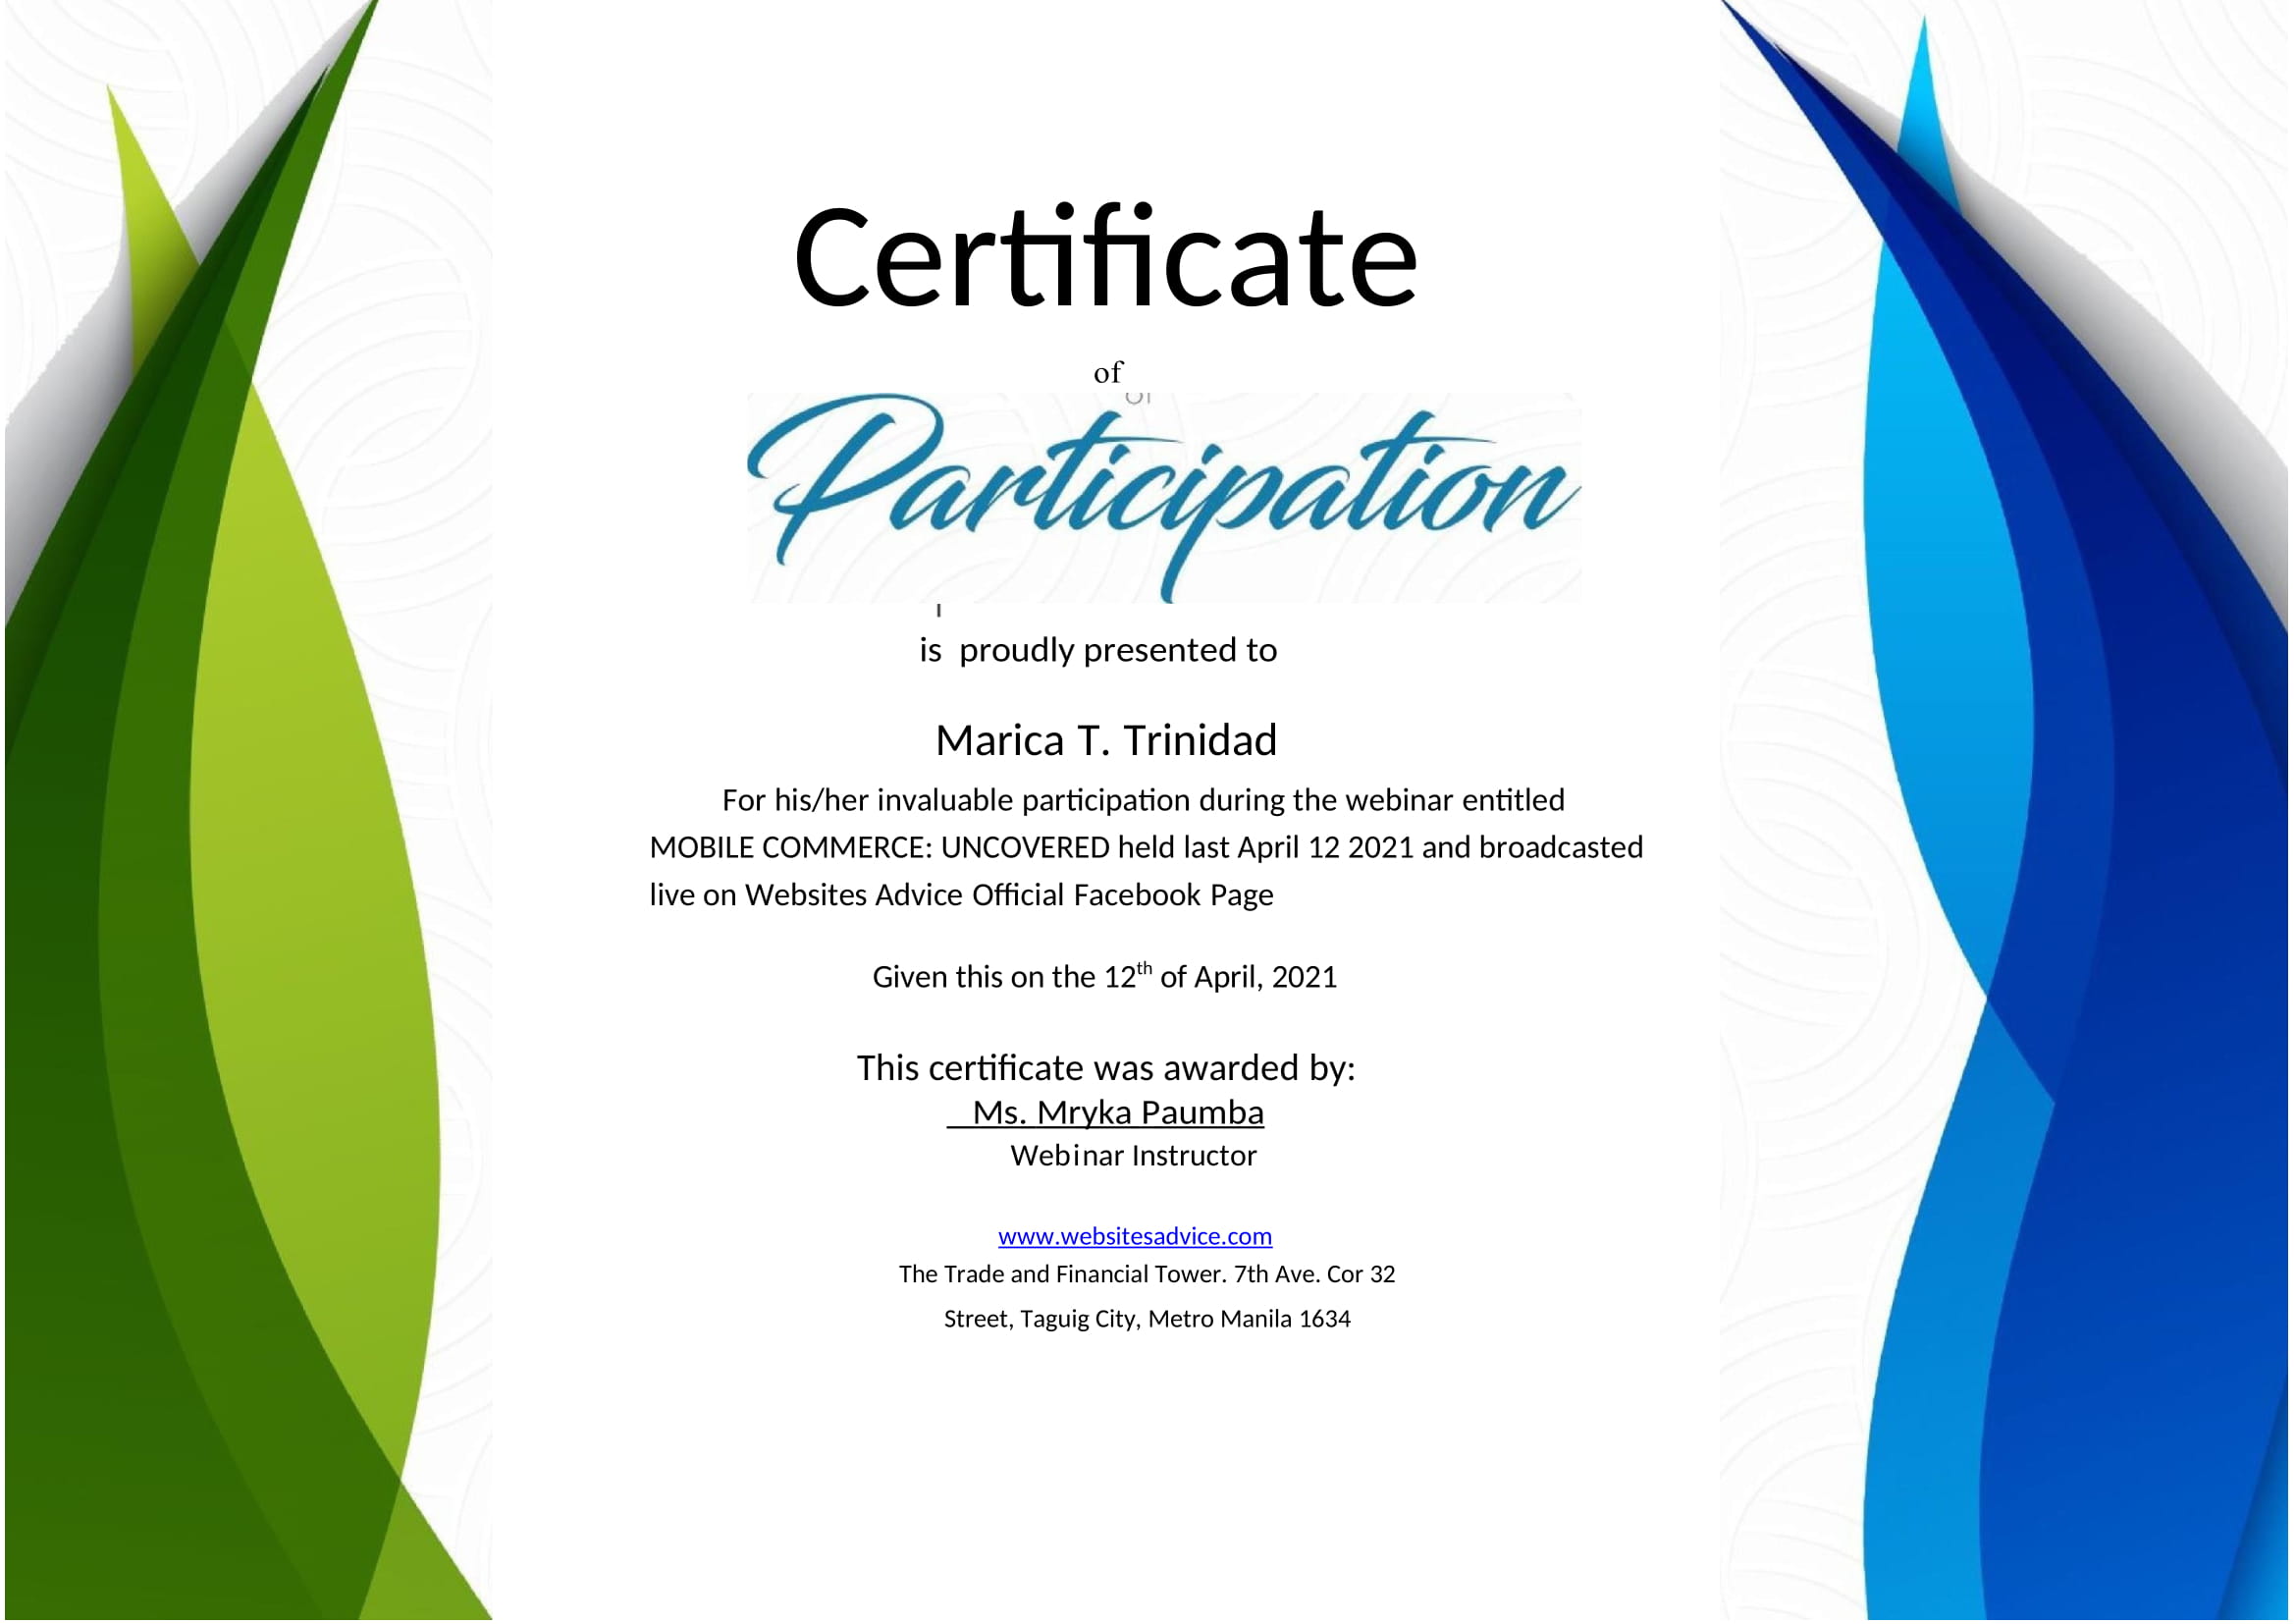 Certificate
of
Participation
is proudly presented to
Marica T. Trinidad
For his/her invaluable participation during the webinar entitled
MOBILE COMMERCE: UNCOVERED held last April 12 2021 and broadcasted
live on Websites Advice Official Facebook Page
Given this on the 12th of April, 2021
This certificate was awarded by:
Ms. Mryka Paumba
Webinar Instructor
www.websitesadvice.com
The Trade and Financial Tower. 7th Ave. Cor 32
Street, Taguig City, Metro Manila 1634